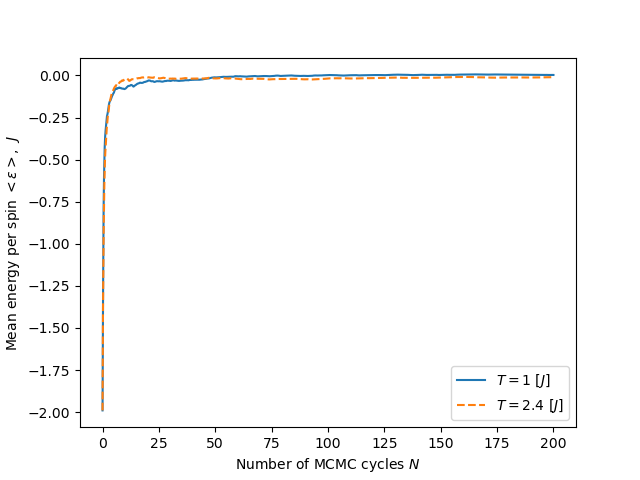 0.00
−0.25
−0.50
−0.75
−1.00
−1.25
−1.50
−1.75
−2.00
Mean energy per spin < ε >, J
0 25 50 75 100 125 150 175 200
Number of MCMC cycles N
T = 1 [J]
T = 2.4 [J]